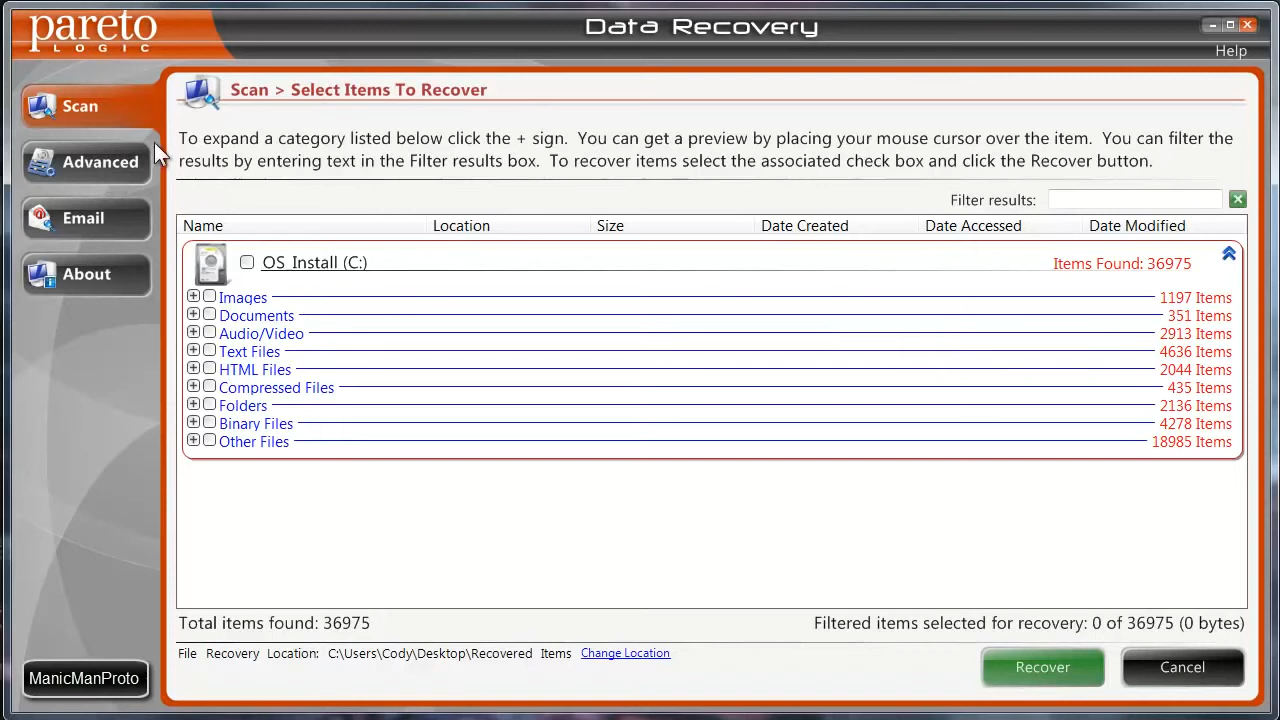 pareto
LOGIC
Data Recovery
Help
Scan
Advanced
Email
About
ManicManProto
Scan > Select Items To Recover
To expand a category listed below click the + sign. You can get a preview by placing your mouse cursor over the item. You can filter the
results by entering text in the Filter results box. To recover items select the associated check box and click the Recover button.
Filter results:
Name Location Size Date Created Date Accessed Date Modified
OS_Install (C:) Items Found: 36975
Images 1197 Items
Documents 351 Items
Audio/Video 2913 Items
Text Files 4636 Items
HTML Files 2044 Items
Compressed Files 435 Items
Folders 2136 Items
Binary Files 4278 Items
Other Files 18985 Items
Total items found: 36975 Filtered items selected for recovery: 0 of 36975 (0 bytes)
File Recovery Location: C:\Users\Cody\Desktop\Recovered Items Change Location
Recover Cancel